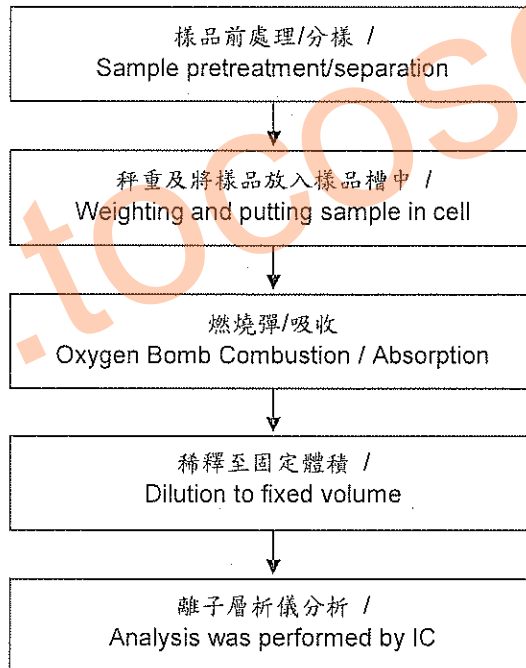 樣品前處理/分樣 /
Sample pretreatment/separation
秤重及將樣品放入樣品槽中 /
Weighting and putting sample in cell
燃燒彈/吸收
Oxygen Bomb Combustion / Absorption
稀釋至固定體積 /
Dilution to fixed volume
離子層析儀分析 /
Analysis was performed by IC
.tocos